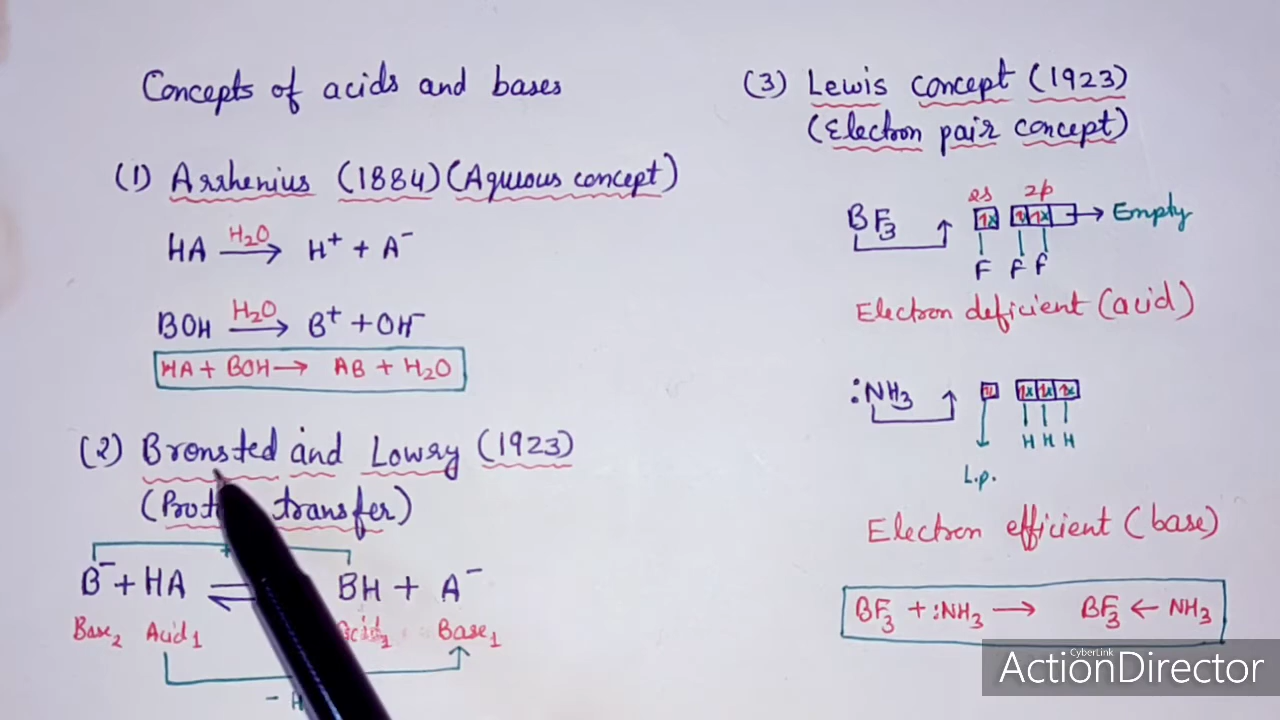 Concepts of acids and bases
(1) Arrhenius (1884) (Aqueous concept)
HA —H2O→ H+ + A-
BOH —H2O→ B+ + OH-
HA + BOH → AB + H2O
(2) Bronsted and Lowry (1923)
transfer)
B- + HA ⇌ BH + A-
Base2 Acid1 Base1
- H
(3) Lewis concept (1923)
(Electron pair concept)
2s 2p
BF3 → Empty
F F F
Electron deficient (acid)
:NH3
H H H
L.p.
Electron efficient (base)
BF3 + :NH3 → BF3 ← NH3
CyberLink
ActionDirector